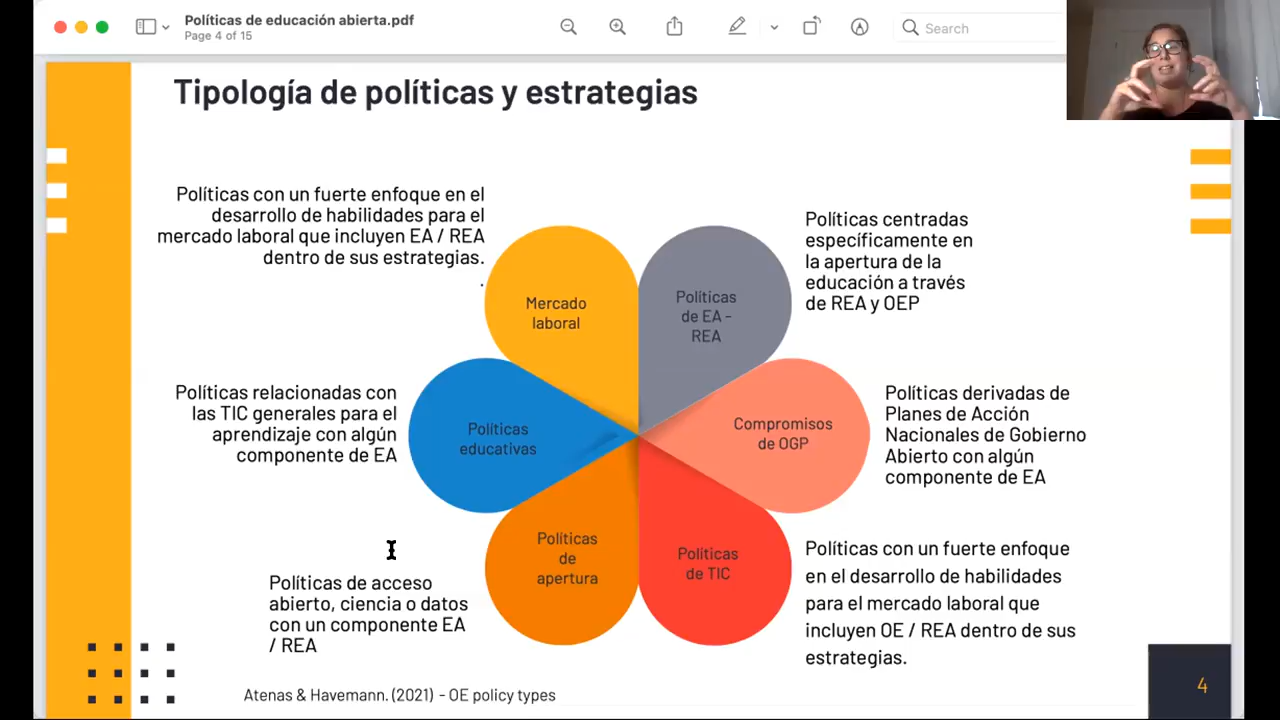 Políticas de educación abierta.pdf
Page 4 of 15
Search
Tipología de políticas y estrategias
Políticas con un fuerte enfoque en el
desarrollo de habilidades para el
mercado laboral que incluyen EA / REA
dentro de sus estrategias.
.
Mercado
laboral
Políticas
de EA -
REA
Políticas centradas
específicamente en
la apertura de la
educación a través
de REA y OEP
Políticas relacionadas con
las TIC generales para el
aprendizaje con algún
componente de EA
Políticas
educativas
Compromisos
de OGP
Políticas derivadas de
Planes de Acción
Nacionales de Gobierno
Abierto con algún
componente de EA
Políticas de acceso
abierto, ciencia o datos
con un componente EA
/ REA
Políticas
de
apertura
Políticas
de TIC
Políticas con un fuerte enfoque
en el desarrollo de habilidades
para el mercado laboral que
incluyen OE / REA dentro de sus
estrategias.
Atenas & Havemann. (2021) - OE policy types
4